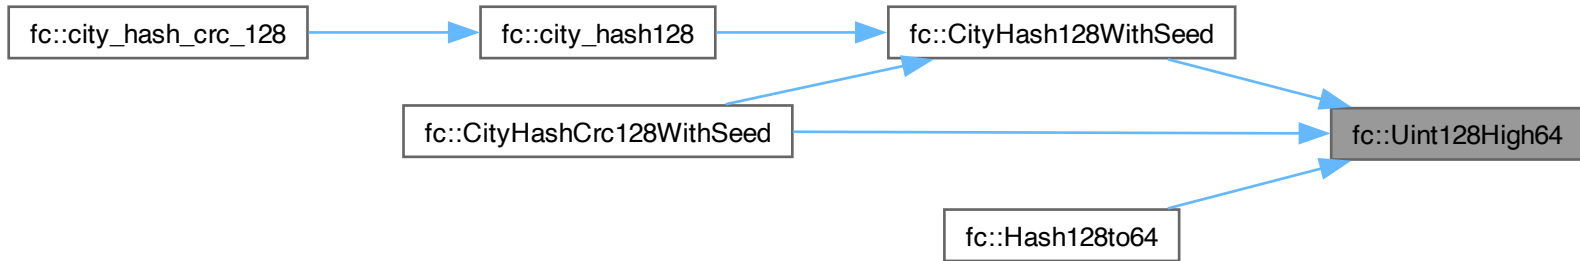 fc::city_hash_crc_128
fc::city_hash128
fc::CityHash128WithSeed
fc::CityHashCrc128WithSeed
fc::Uint128High64
fc::Hash128to64